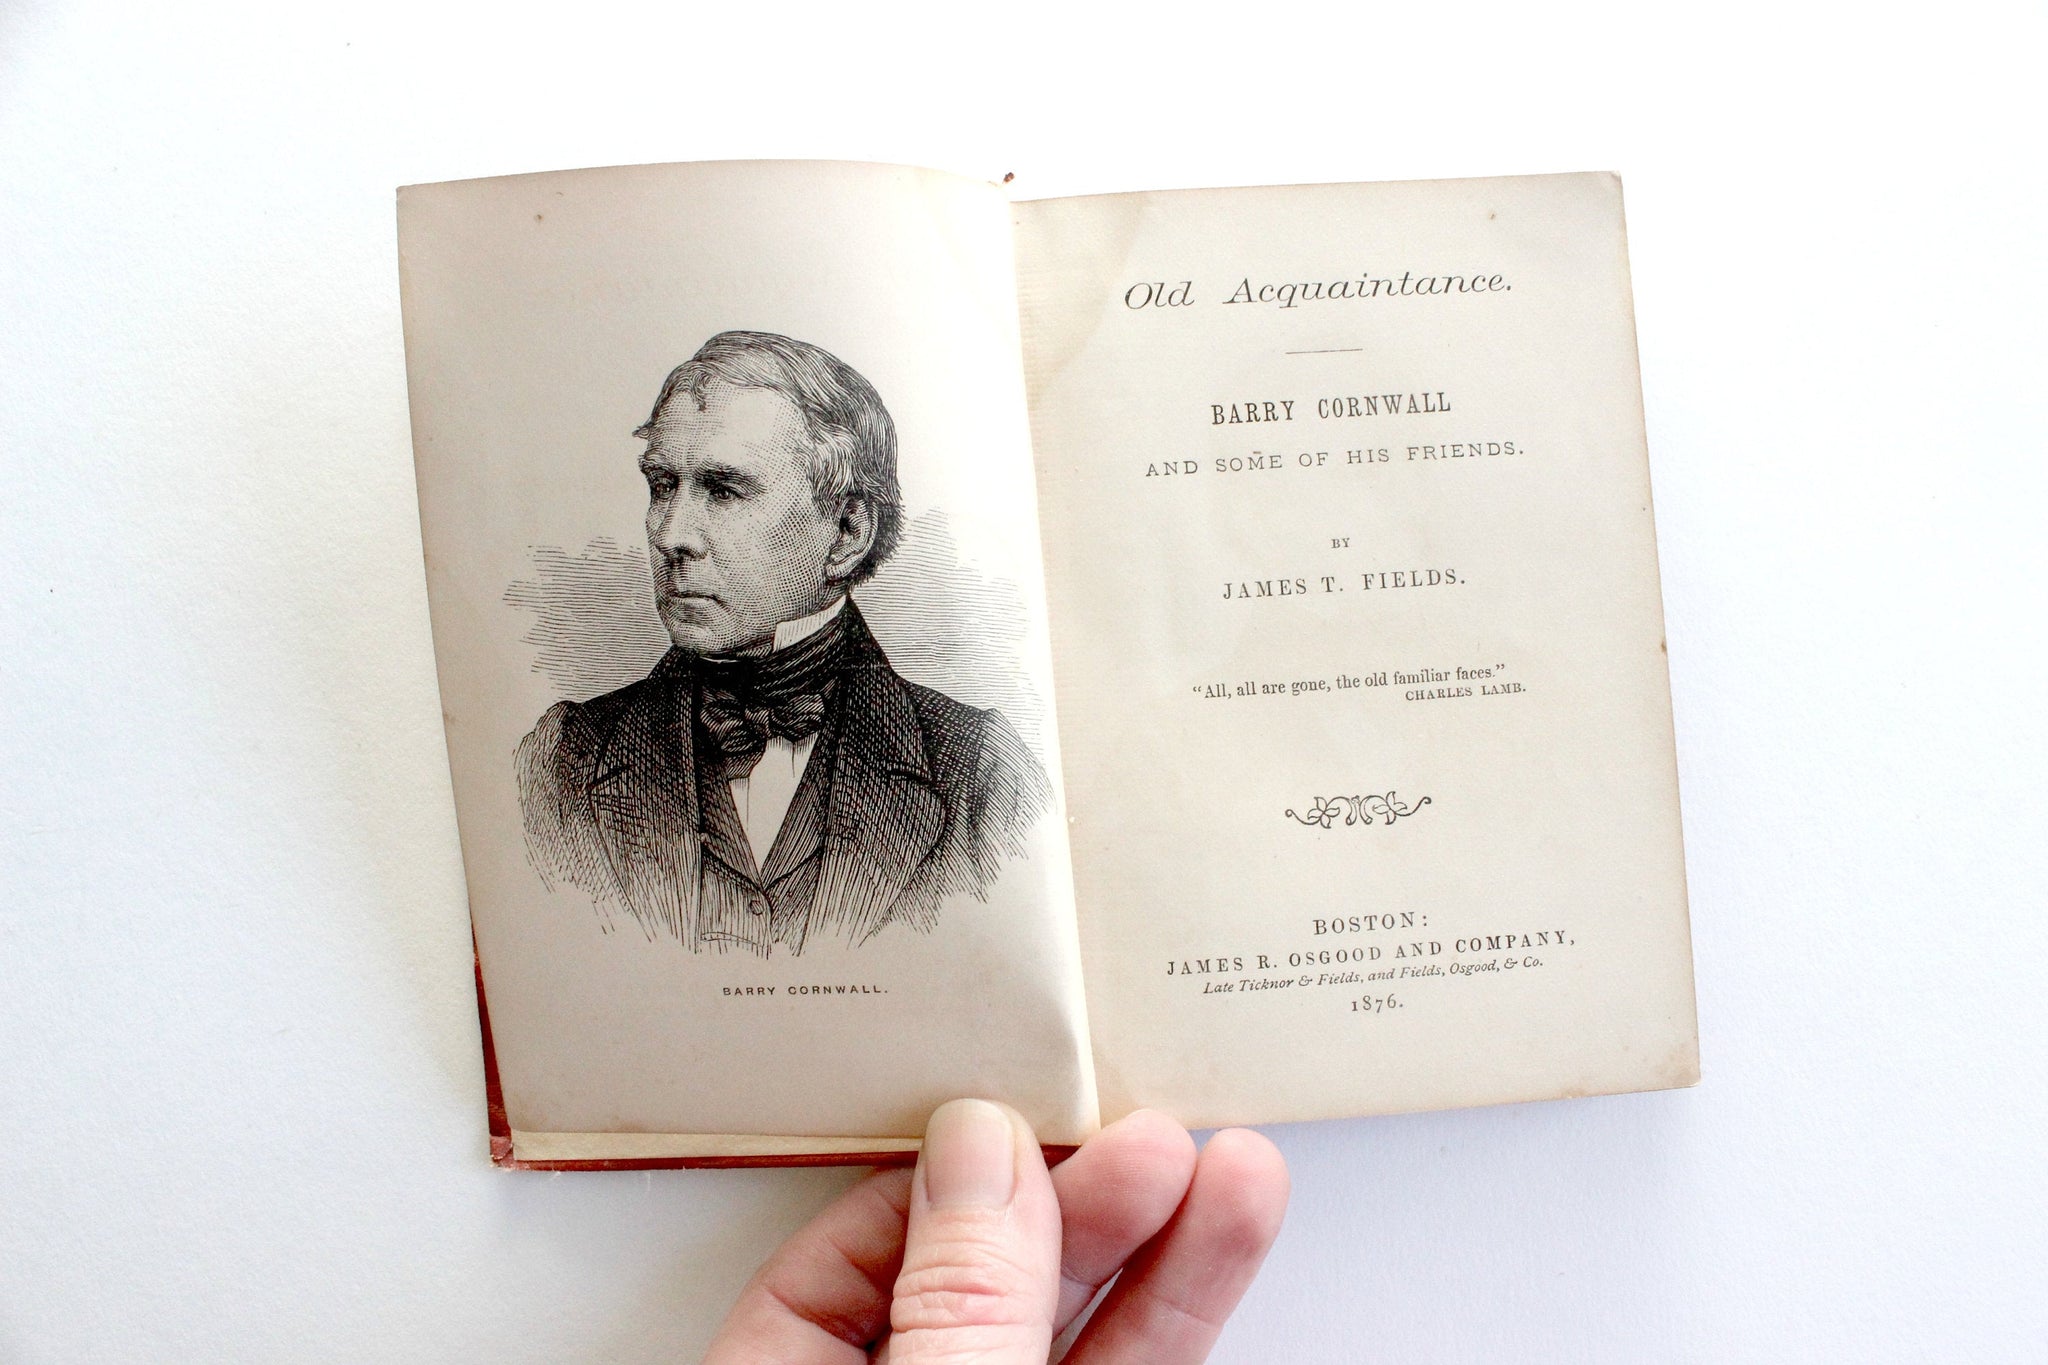 BARRY CORNWALL.
Old Acquaintance.
BARRY CORNWALL
AND SOME OF HIS FRIENDS.
BY
JAMES T. FIELDS.
"All, all are gone, the old familiar faces."
CHARLES LAMB.
BOSTON:
JAMES R. OSGOOD AND COMPANY,
Late Ticknor & Fields, and Fields, Osgood, & Co.
1876.